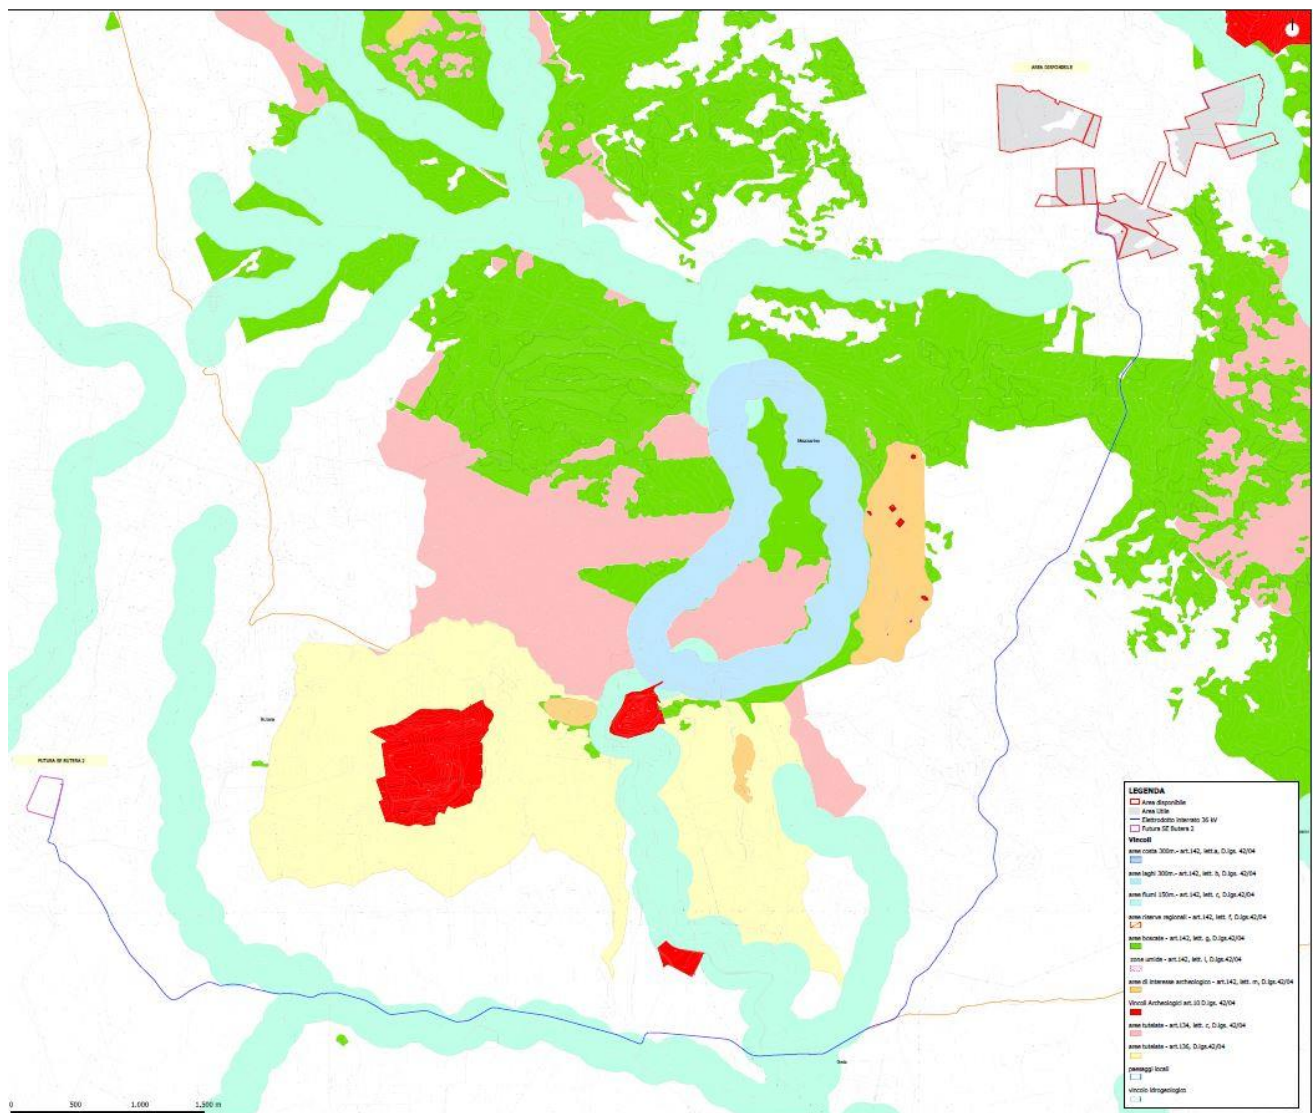 AREA DISPONIBILE
Mazzarino
Butera
FUTURA SE BUTERA 2
Gela
LEGENDA
Area disponibile
Area Utile
Elettrodotto interrato 36 kV
Futura SE Butera 2
Vincoli
aree costa 300m.- art.142, lett.a, D.lgs. 42/04
aree laghi 300m.- art.142, lett. b, D.lgs. 42/04
aree fiumi 150m.- art.142, lett. c, D.lgs.42/04
aree riserve regionali - art.142, lett. f, D.lgs.42/04
aree boscate - art.142, lett. g, D.lgs.42/04
zone umide - art.142, lett. i, D.lgs.42/04
aree di interesse archeologico - art.142, lett. m, D.lgs.42/04
Vincoli Archeologici art.10 D.lgs. 42/04
aree tutelate - art.134, lett. c, D.lgs. 42/04
aree tutelate - art.136, D.lgs.42/04
paesaggi locali
vincolo idrogeologico
0 500 1.000 1.500 m